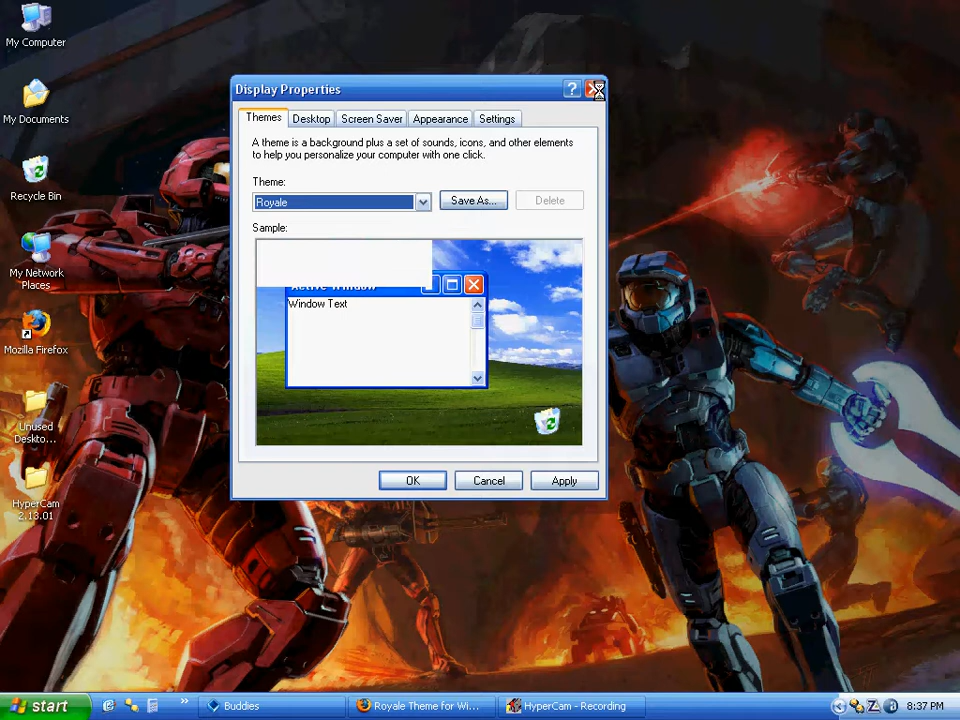 My Computer
My Documents
Recycle Bin
My Network
Places
Mozilla Firefox
Unused
Deskto...
HyperCam
2.13.01
Display Properties
?
Themes
Desktop
Screen Saver
Appearance
Settings
A theme is a background plus a set of sounds, icons, and other elements
to help you personalize your computer with one click.
Theme:
Royale
Save As...
Delete
Sample:
Active Window
Window Text
OK
Cancel
Apply
start
Buddies
Royale Theme for Wi...
HyperCam - Recording
8:37 PM